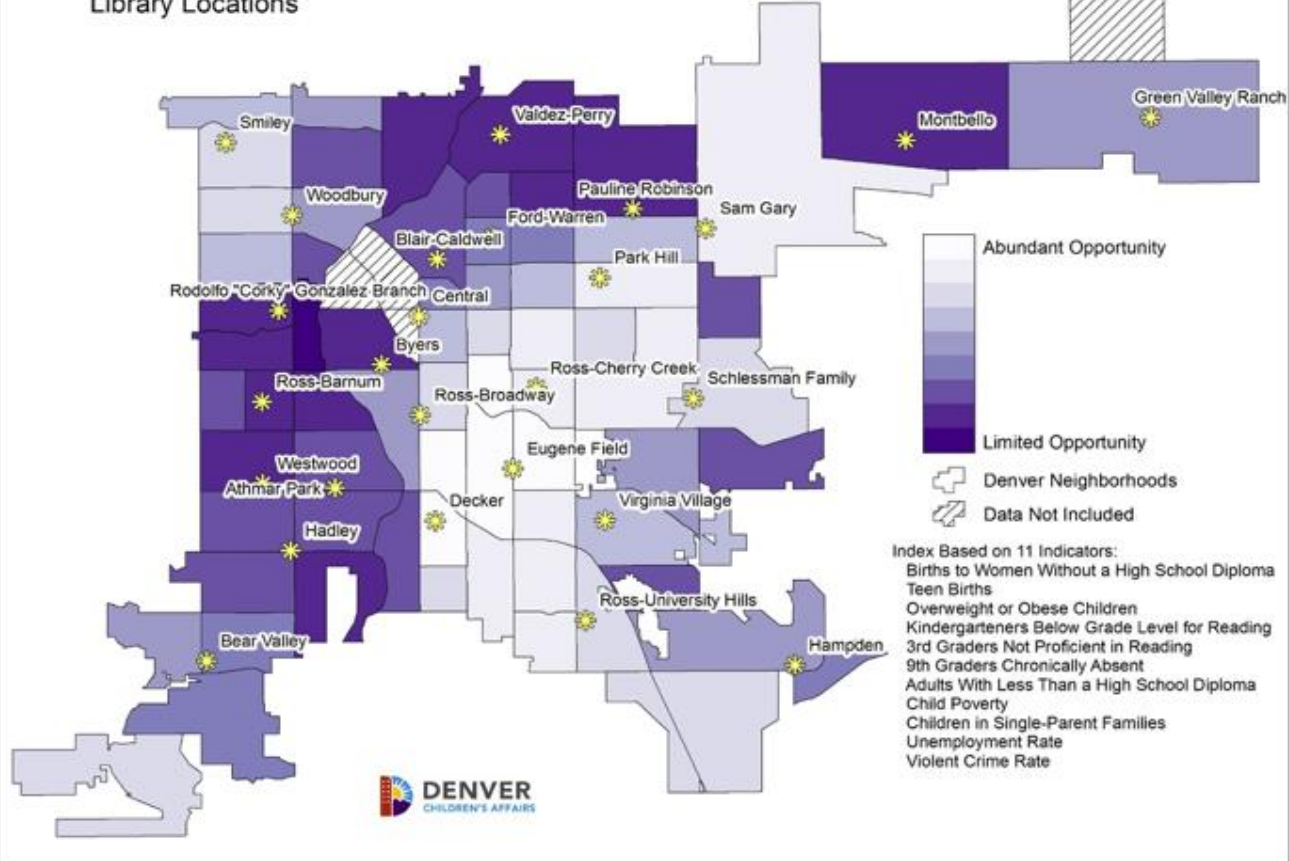 Library Locations
Smiley
Valdez-Perry
Montbello
Green Valley Ranch
Woodbury
Pauline Robinson
Ford-Warren
Sam Gary
Blair-Caldwell
Park Hill
Rodolfo "Corky" Gonzalez Branch
Central
Byers
Ross-Barnum
Ross-Cherry Creek
Ross-Broadway
Schlessman Family
Eugene Field
Westwood
Athmar Park
Decker
Virginia Village
Hadley
Ross-University Hills
Bear Valley
Hampden
Abundant Opportunity
Limited Opportunity
Denver Neighborhoods
Data Not Included
Index Based on 11 Indicators:
Births to Women Without a High School Diploma
Teen Births
Overweight or Obese Children
Kindergarteners Below Grade Level for Reading
3rd Graders Not Proficient in Reading
9th Graders Chronically Absent
Adults With Less Than a High School Diploma
Child Poverty
Children in Single-Parent Families
Unemployment Rate
Violent Crime Rate
DENVER
CHILDREN'S AFFAIRS